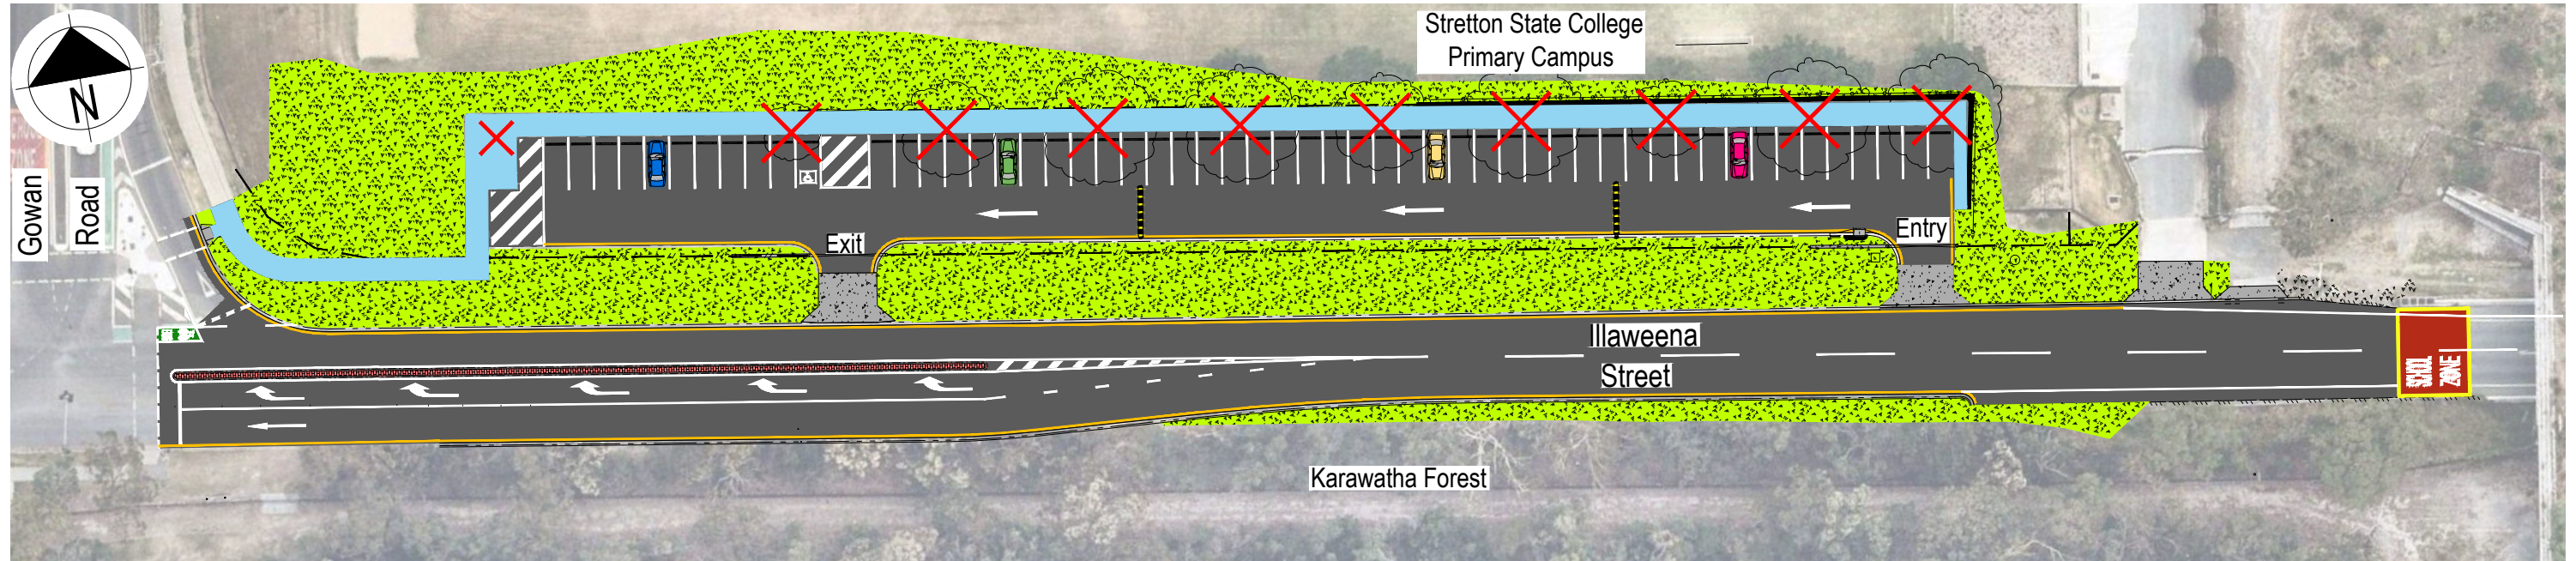 Stretton State College
Primary Campus
N
Gowan
Road
Exit
Entry
Illaweena
Street
SCHOOL
ZONE
Karawatha Forest